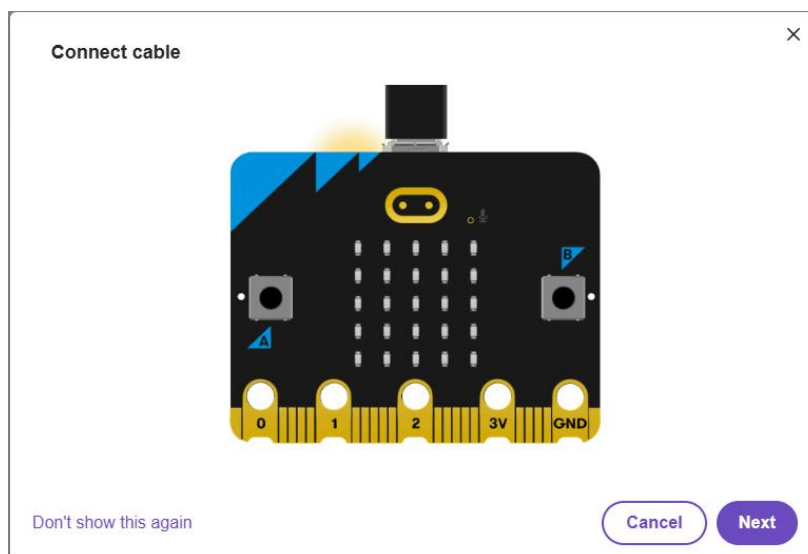 Connect cable
B
A
0 1 2 3V GND
Don't show this again
Cancel
Next